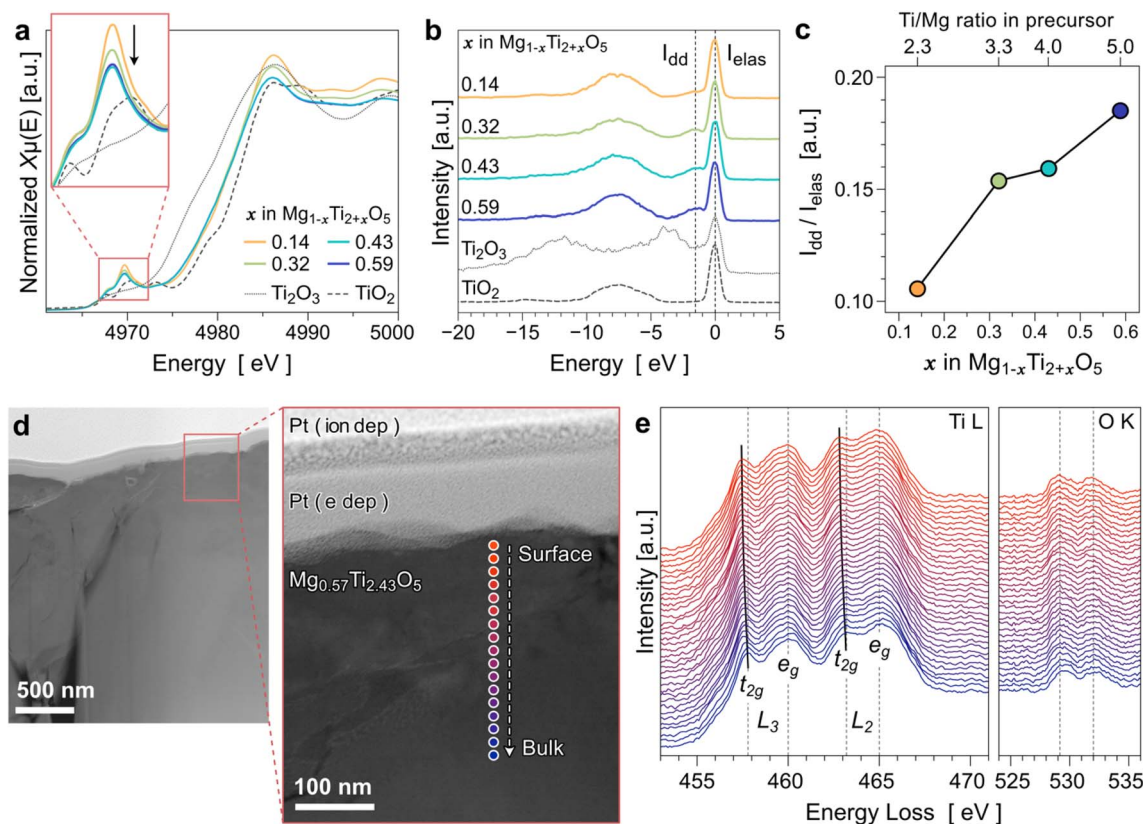 a
Normalized Xμ(E) [a.u.]
x in Mg1-xTi2+xO5
0.14
0.43
0.32
0.59
Ti2O3
TiO2
4970
4980
4990
5000
Energy [ eV]
b
Intensity [a.u.]
x in Mg1-xTi2+xO5
Idd
Ielas
0.14
0.32
0.43
0.59
Ti2O3
TiO2
-20
-15
-10
-5
0
5
Energy [ eV]
c
Ti/Mg ratio in precursor
2.3
3.3
4.0
5.0
Idd / Ielas [a.u.]
0.20
0.15
0.10
0.1
0.2
0.3
0.4
0.5
0.6
x in Mg1-xTi2+xO5
d
500 nm
Pt ( ion dep )
Pt ( e dep )
Mg0.57Ti2.43O5
Surface
Bulk
100 nm
e
Intensity [a.u.]
Ti L
O K
t2g
eg
t2g
eg
L3
L2
455
460
465
470
525
530
535
Energy Loss [ eV]